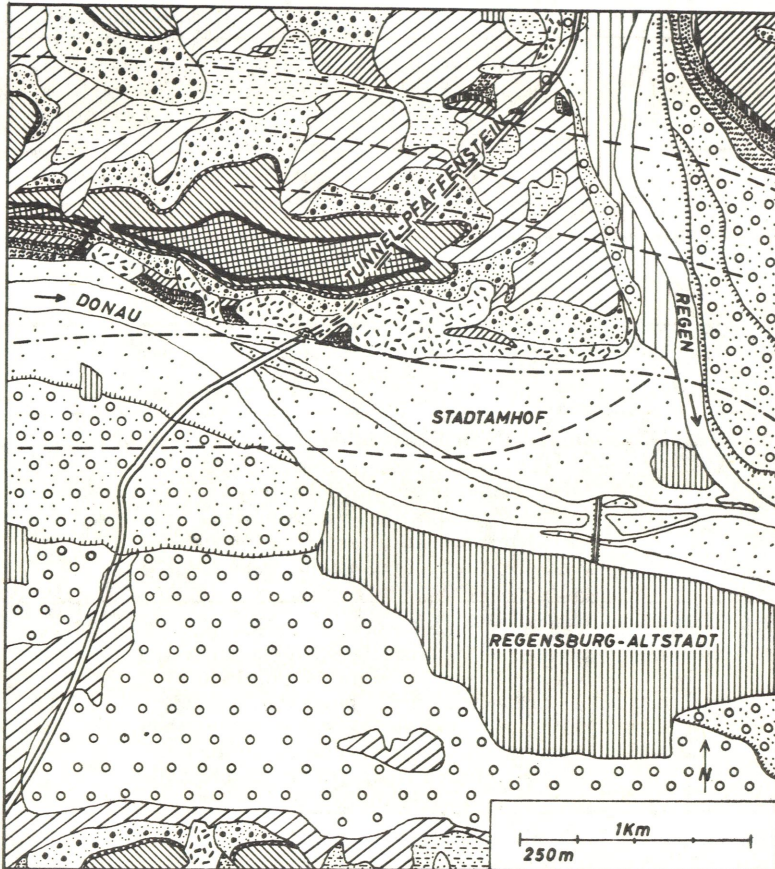 TUNNEL-PFAFFENSTEIN
DONAU
REGEN
STADTAMHOF
REGENSBURG-ALTSTADT
N
1Km
250m